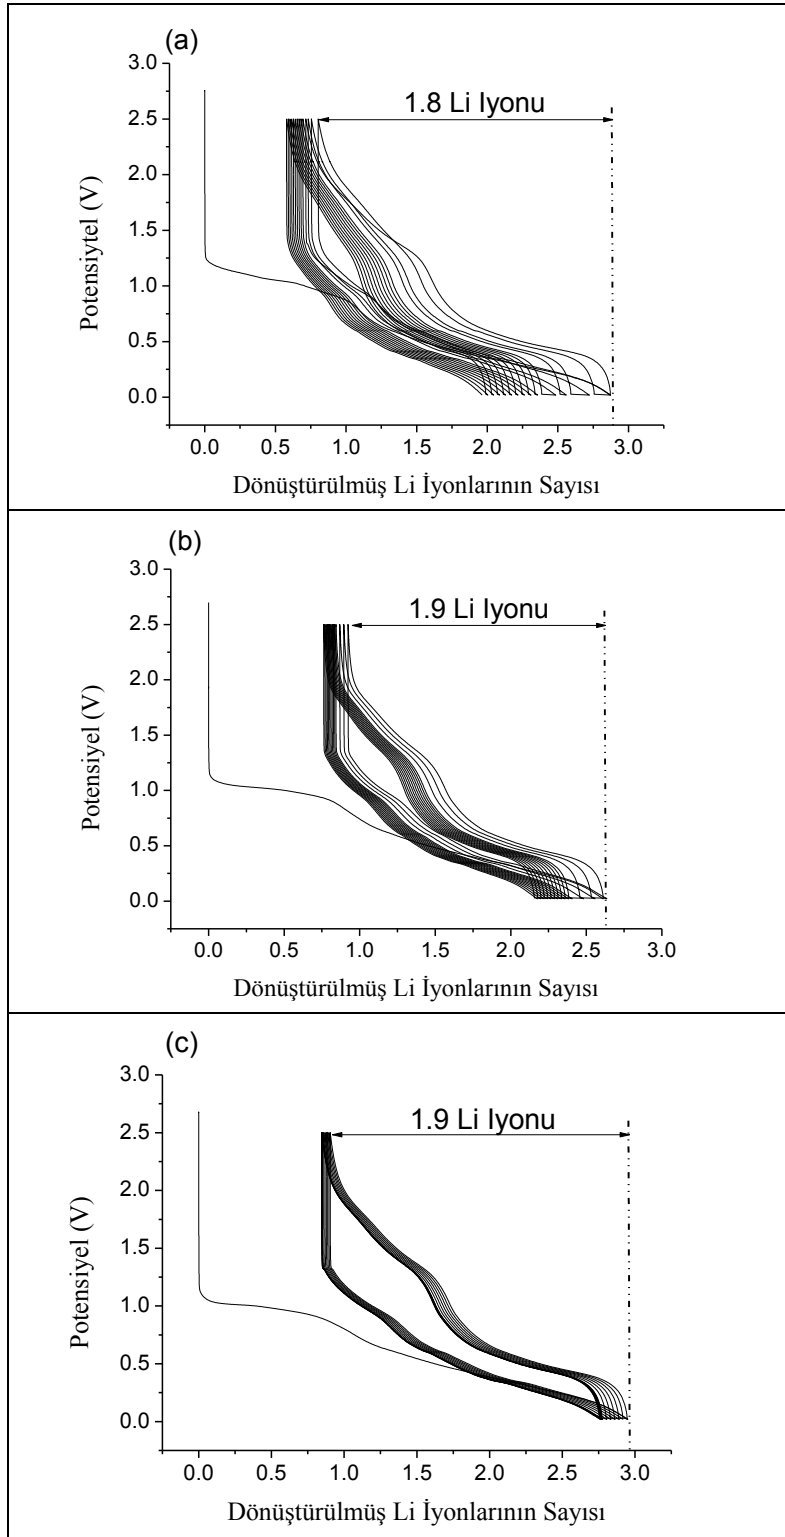 (a)
3.0
1.8 Li Iyonu
2.5
2.0
1.5
1.0
0.5
0.0
Potensiytel (V)
0.0 0.5 1.0 1.5 2.0 2.5 3.0
Dönüştürülmüş Li İyonlarının Sayısı
(b)
3.0
1.9 Li Iyonu
2.5
2.0
1.5
1.0
0.5
0.0
Potensiyel (V)
0.0 0.5 1.0 1.5 2.0 2.5 3.0
Dönüştürülmüş Li İyonlarının Sayısı
(c)
3.0
1.9 Li Iyonu
2.5
2.0
1.5
1.0
0.5
0.0
Potensiyel (V)
0.0 0.5 1.0 1.5 2.0 2.5 3.0
Dönüştürülmüş Li İyonlarının Sayısı